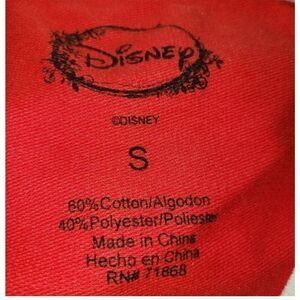 Disney
©DISNEY
S
60%Cotton/Algodon
40%Polyester/Poliester
Made in China
Hecho en China
RN# 71868